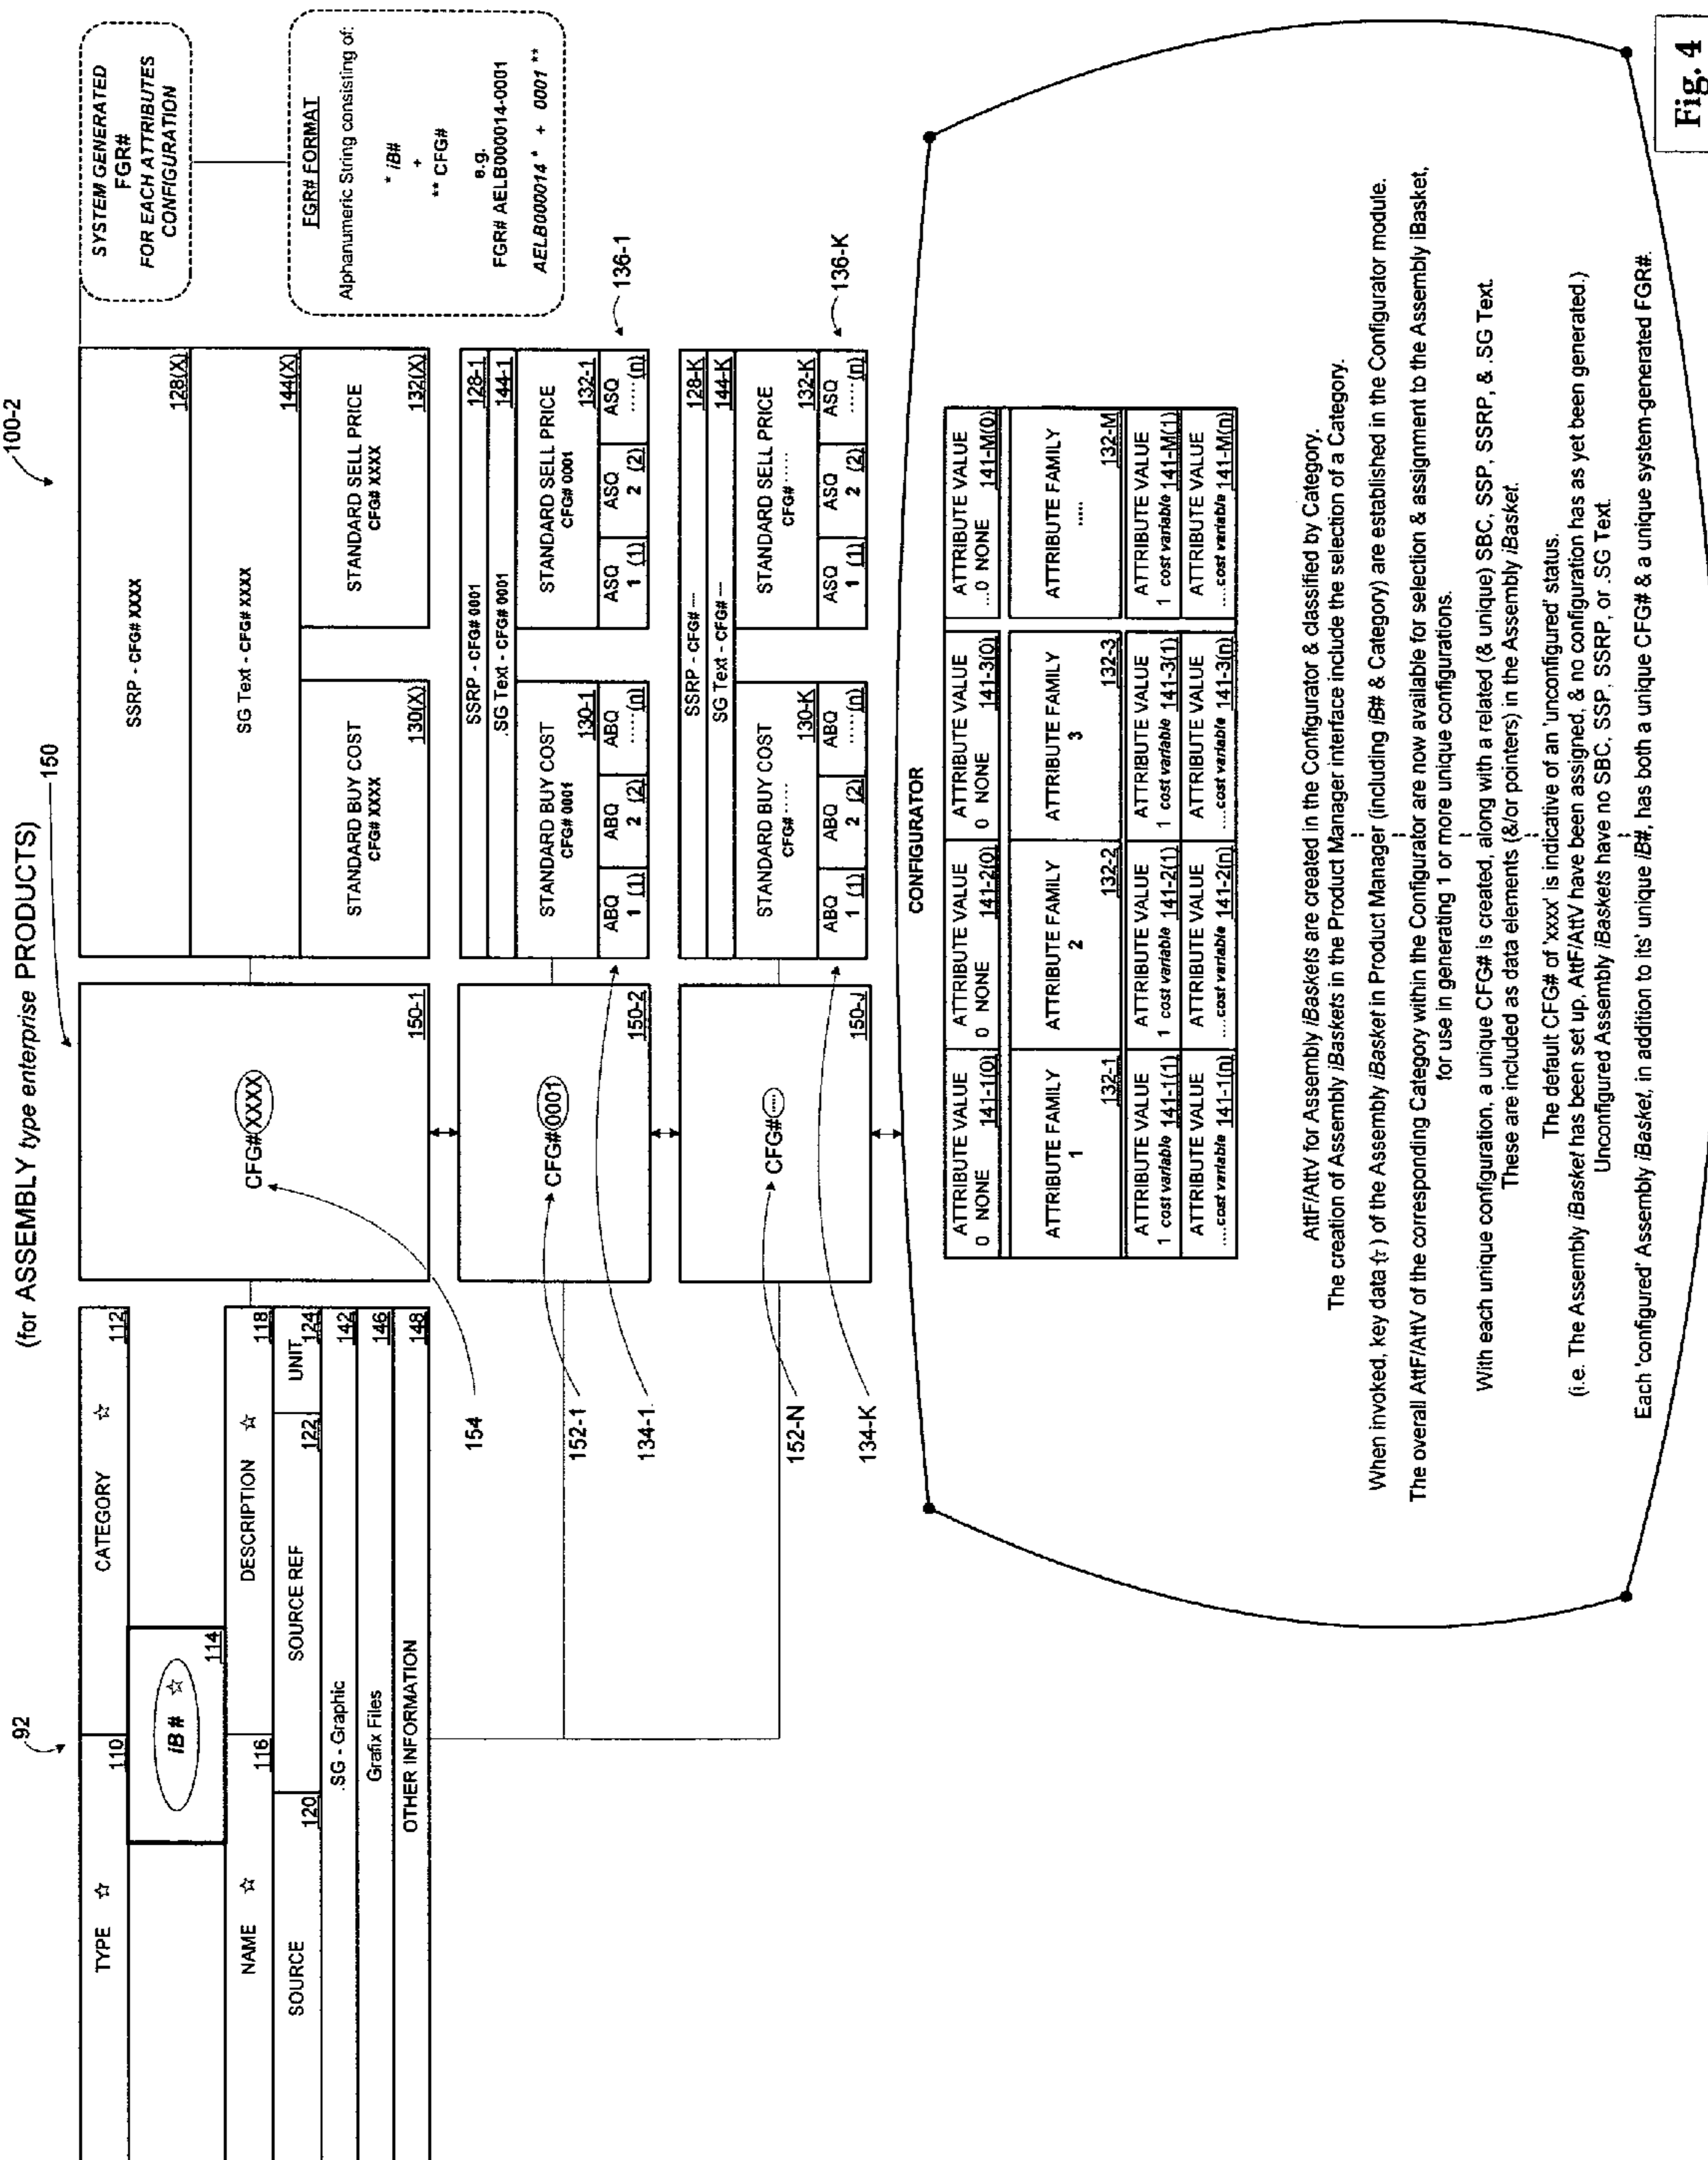 (for ASSEMBLY type enterprise PRODUCTS)
92
150
100-2
TYPE ☆ 110
CATEGORY ☆ 112
iB # ☆ 114
NAME ☆ 116
DESCRIPTION ☆ 118
SOURCE 120
SOURCE REF 122
UNIT 124
.SG - Graphic 142
Grafix Files 146
OTHER INFORMATION 148
CFG# XXXX
150-1
CFG# 0001
150-2
CFG# ....
150-J
154
152-1
134-1
152-N
134-K
SSRP - CFG# XXXX
128(X)
SG Text - CFG# XXXX
144(X)
STANDARD BUY COST
CFG# XXXX
130(X)
STANDARD SELL PRICE
CFG# XXXX
132(X)
SSRP - CFG# 0001 128-1
.SG Text - CFG# 0001 144-1
STANDARD BUY COST
CFG# 0001
130-1
STANDARD SELL PRICE
CFG# 0001
132-1
ABQ
1 (1)
ABQ
2 (2)
ABQ
.....(n)
ASQ
1 (1)
ASQ
2 (2)
ASQ
.....(n)
136-1
SSRP - CFG# ---- 128-K
SG Text - CFG# --- 144-K
STANDARD BUY COST
CFG# .....
130-K
STANDARD SELL PRICE
CFG# .....
132-K
ABQ
1 (1)
ABQ
2 (2)
ABQ
.....(n)
ASQ
1 (1)
ASQ
2 (2)
ASQ
.....(n)
136-K
SYSTEM GENERATED
FGR#
FOR EACH ATTRIBUTES
CONFIGURATION
FGR# FORMAT
Alphanumeric String consisting of:
* iB#
+
** CFG#
e.g.
FGR# AELB000014-0001
AELB000014 * + 0001 **
CONFIGURATOR
ATTRIBUTE VALUE
0 NONE 141-1(0)
ATTRIBUTE VALUE
0 NONE 141-2(0)
ATTRIBUTE VALUE
0 NONE 141-3(0)
ATTRIBUTE VALUE
...0 NONE 141-M(0)
ATTRIBUTE FAMILY
1
132-1
ATTRIBUTE FAMILY
2
132-2
ATTRIBUTE FAMILY
3
132-3
ATTRIBUTE FAMILY
.....
132-M
ATTRIBUTE VALUE
1 cost variable 141-1(1)
ATTRIBUTE VALUE
1 cost variable 141-2(1)
ATTRIBUTE VALUE
1 cost variable 141-3(1)
ATTRIBUTE VALUE
1 cost variable 141-M(1)
ATTRIBUTE VALUE
....cost variable 141-1(n)
ATTRIBUTE VALUE
....cost variable 141-2(n)
ATTRIBUTE VALUE
....cost variable 141-3(n)
ATTRIBUTE VALUE
....cost variable 141-M(n)
AttF/AttV for Assembly iBaskets are created in the Configurator & classified by Category.
The creation of Assembly iBaskets in the Product Manager interface include the selection of a Category.
When invoked, key data (☆) of the Assembly iBasket in Product Manager (including iB# & Category) are established in the Configurator module.
The overall AttF/AttV of the corresponding Category within the Configurator are now available for selection & assignment to the Assembly iBasket,
for use in generating 1 or more unique configurations.
With each unique configuration, a unique CFG# is created, along with a related (& unique) SBC, SSP, SSRP, & .SG Text.
These are included as data elements (&/or pointers) in the Assembly iBasket.
The default CFG# of 'xxxx' is indicative of an 'unconfigured' status.
(i.e. The Assembly iBasket has been set up, AttF/AttV have been assigned, & no configuration has as yet been generated.)
Unconfigured Assembly iBaskets have no SBC, SSP, SSRP, or .SG Text.
Each 'configured' Assembly iBasket, in addition to its' unique iB#, has both a unique CFG# & a unique system-generated FGR#.
Fig. 4